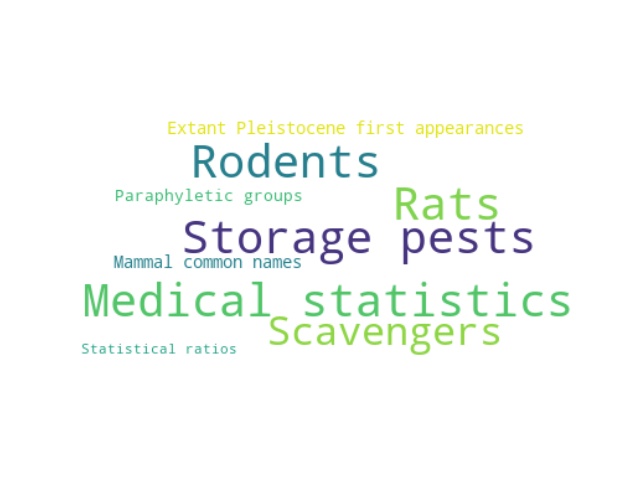 Extant Pleistocene first appearances
Rodents
Paraphyletic groups
Rats
Storage pests
Mammal common names
Medical statistics
Scavengers
Statistical ratios